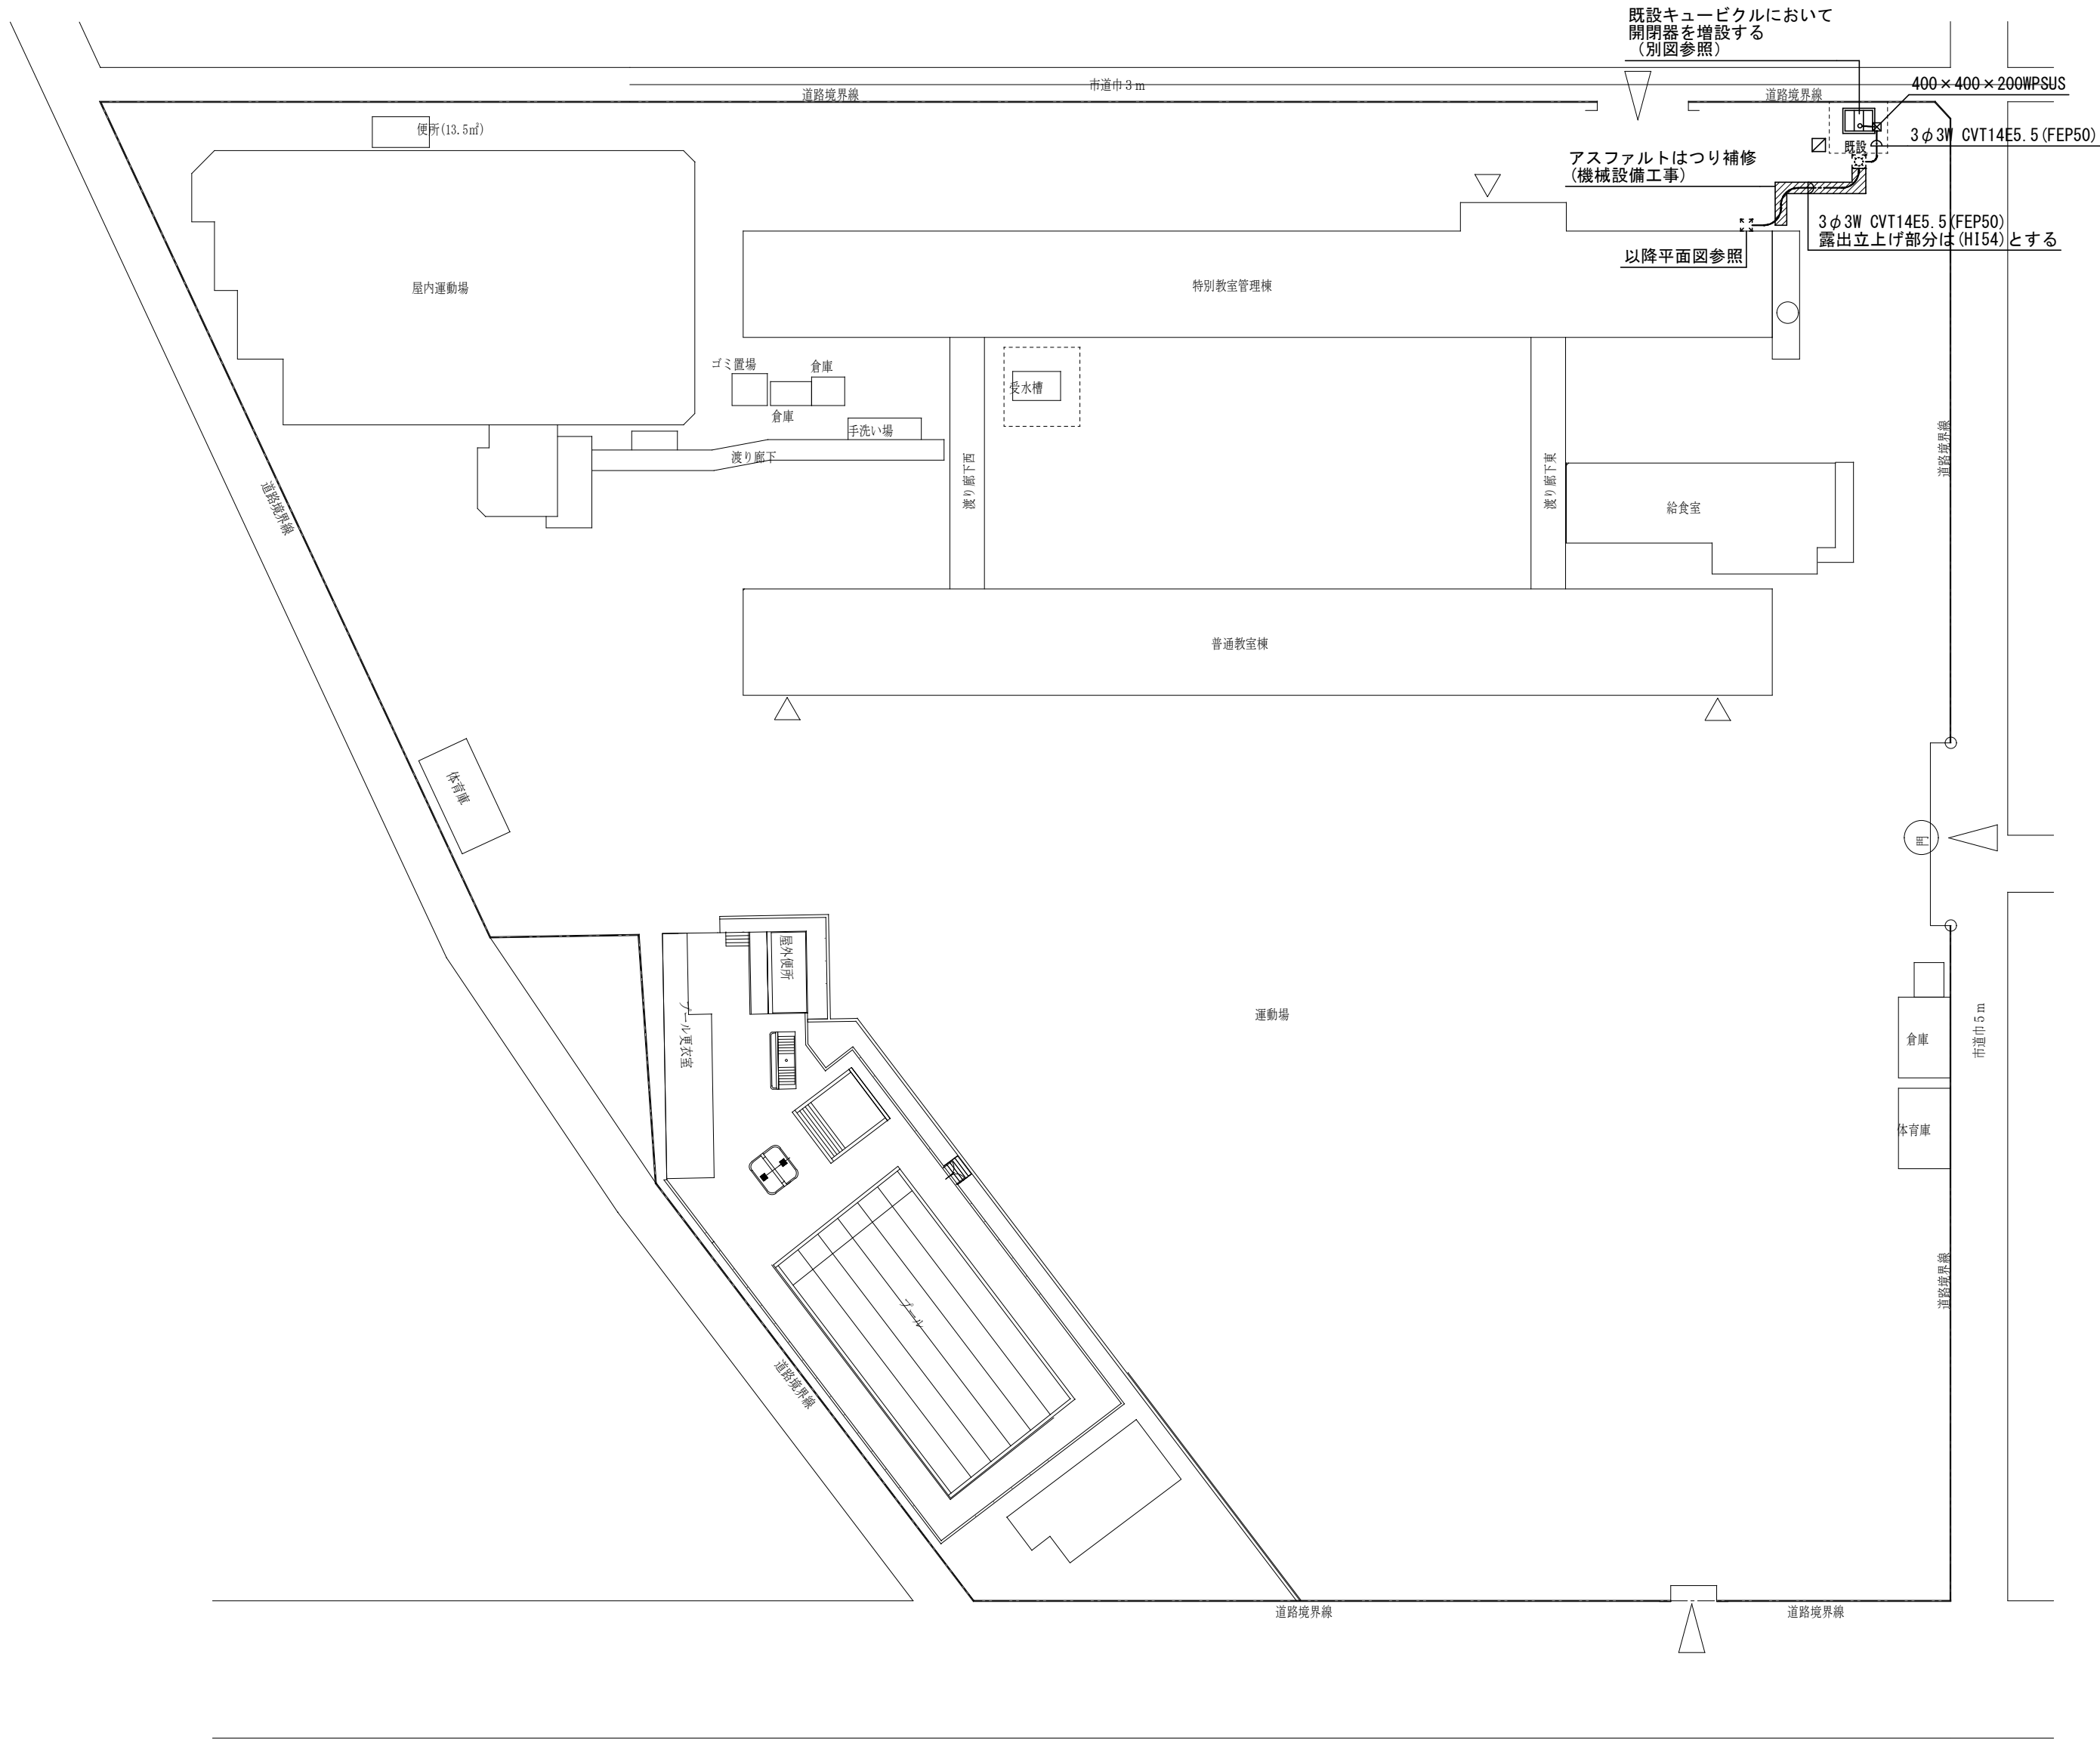 既設キュービクルにおいて
開閉器を増設する
（別図参照）
市道巾３ｍ
400×400×200WPSUS
道路境界線
道路境界線
便所(13.5㎡)
3φ3W CVT14E5.5(FEP50)
既設
アスファルトはつり補修
(機械設備工事)
3φ3W CVT14E5.5(FEP50)
露出立上げ部分は(HI54)とする
以降平面図参照
屋内運動場
特別教室管理棟
ゴミ置場
倉庫
倉庫
受水槽
手洗い場
渡り廊下
渡り廊下西
渡り廊下東
道路境界線
道路境界線
給食室
普通教室棟
体育庫
門
屋外便所
プール更衣室
運動場
倉庫
市道巾５ｍ
体育庫
道路境界線
プール
道路境界線
道路境界線
道路境界線